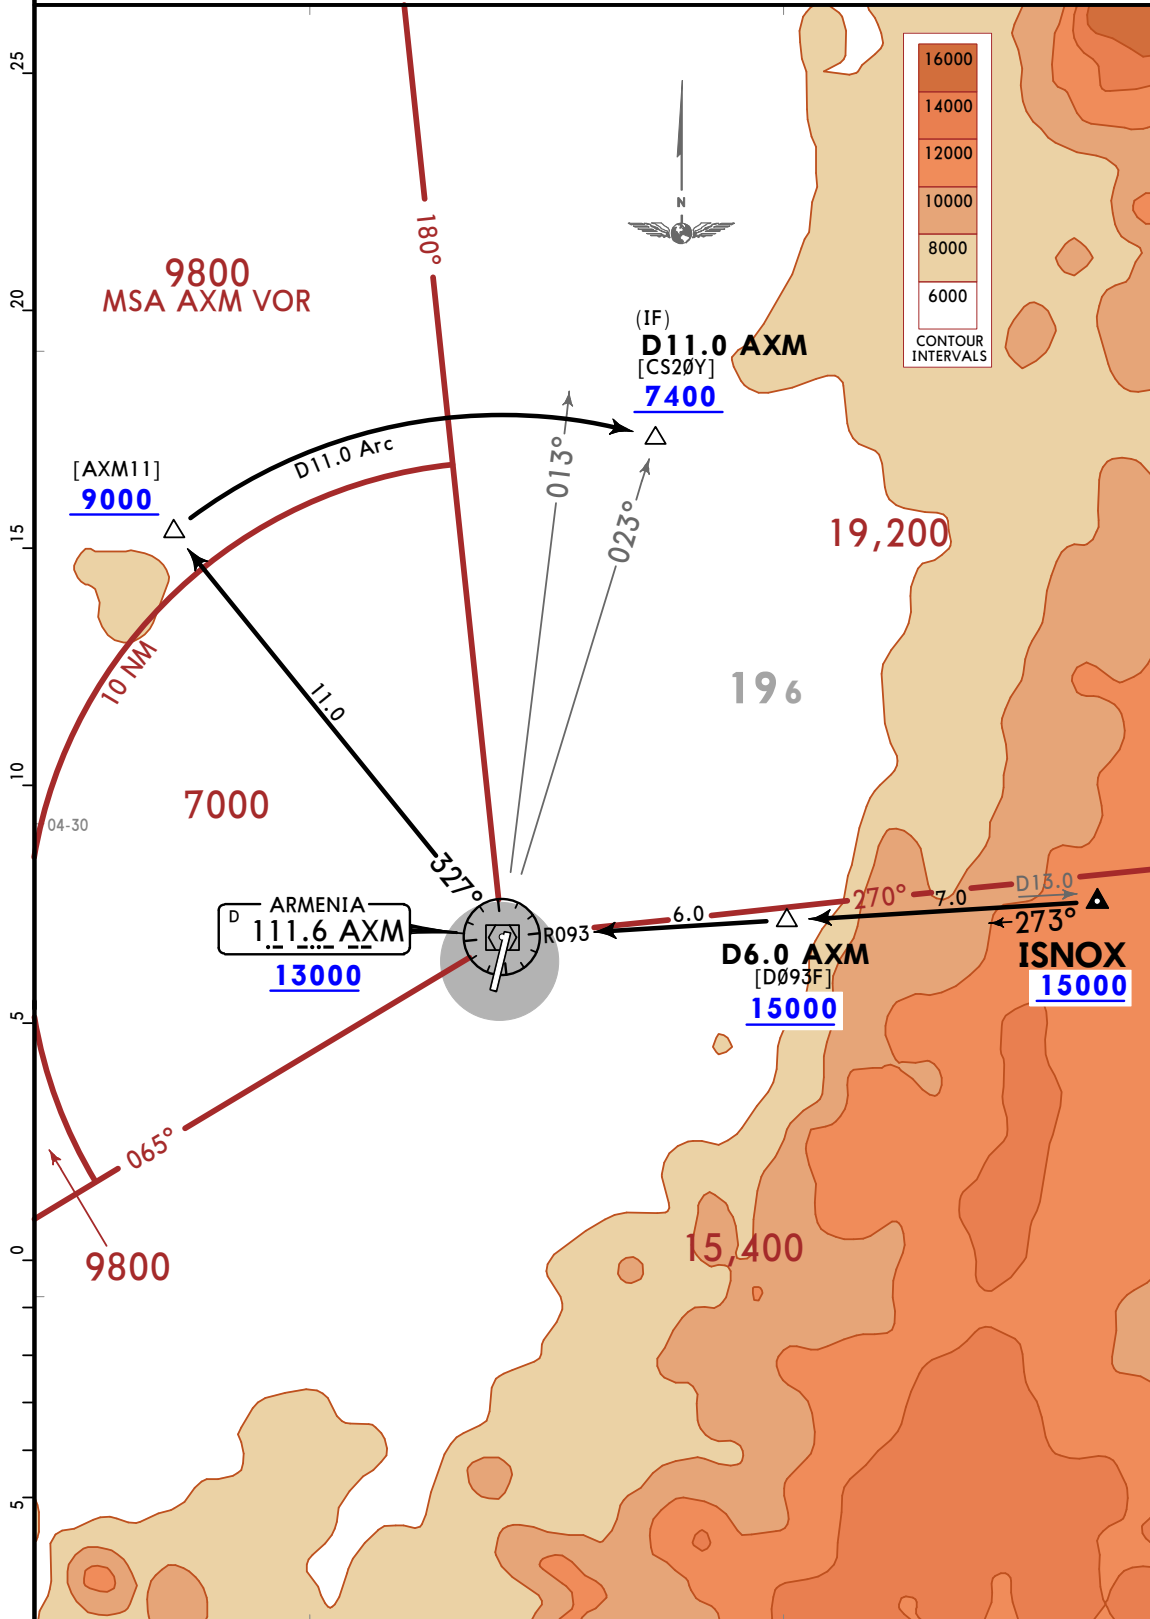 25
16000
14000
12000
10000
8000
6000
CONTOUR
INTERVALS
N
180°
9800
MSA AXM VOR
20
(IF)
D11.0 AXM
[CS2ØY]
7400
D11.0 Arc
013°
[AXM11]
9000
023°
19,200
15
10 NM
11.0
19 6
10
7000
04-30
327°
D13.0
270°
7.0
ARMENIA
D 111.6 AXM
13000
R093
6.0
273°
D6.0 AXM
[DØ93F]
15000
ISNOX
15000
5
065°
15,400
0
9800
5